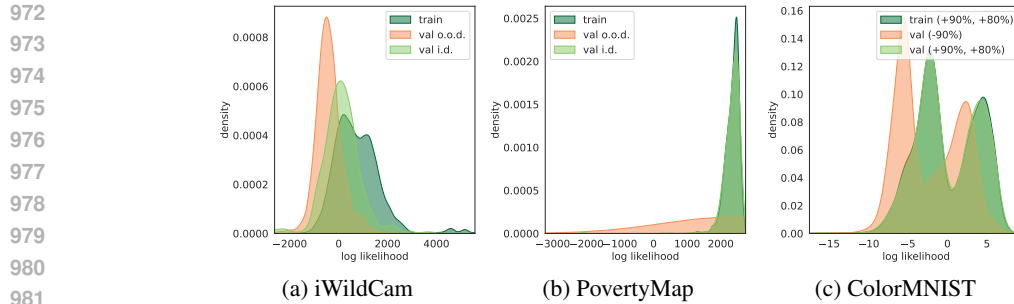 972
973
974
975
976
977
978
979
980
981
train
val o.o.d.
val i.d.
0.0008
0.0006
0.0004
0.0002
0.0000
density
−2000 0 2000 4000
log likelihood
(a) iWildCam
train
val o.o.d.
val i.d.
0.0025
0.0020
0.0015
0.0010
0.0005
0.0000
density
−3000−2000−1000 0 1000 2000
log likelihood
(b) PovertyMap
train (+90%, +80%)
val (-90%)
val (+90%, +80%)
0.16
0.14
0.12
0.10
0.08
0.06
0.04
0.02
0.00
density
−15 −10 −5 0 5
log likelihood
(c) ColorMNIST